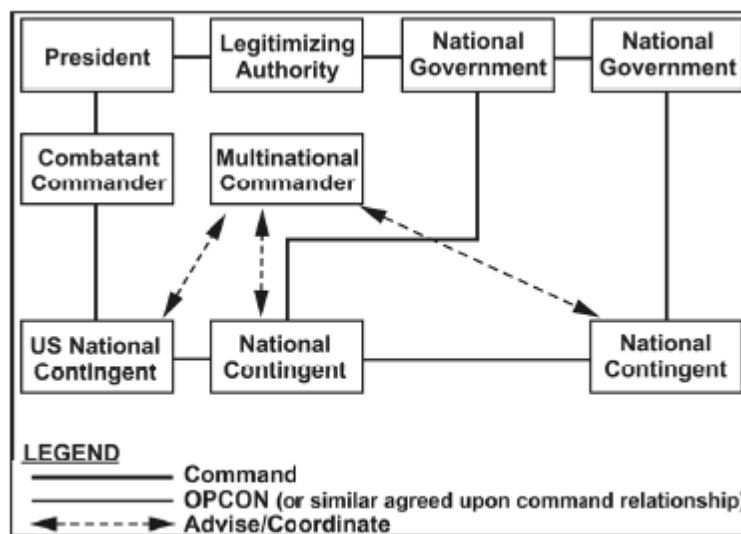 President
Legitimizing
Authority
National
Government
National
Government
Combatant
Commander
Multinational
Commander
US National
Contingent
National
Contingent
National
Contingent
LEGEND
Command
OPCON (or similar agreed upon command relationship)
Advise/Coordinate